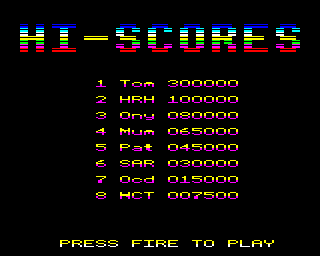 HI-SCORES
1 Tom 300000
2 HRH 100000
3 Ony 080000
4 Mum 065000
5 Pat 045000
6 SAR 030000
7 Ocd 015000
8 HCT 007500
PRESS FIRE TO PLAY